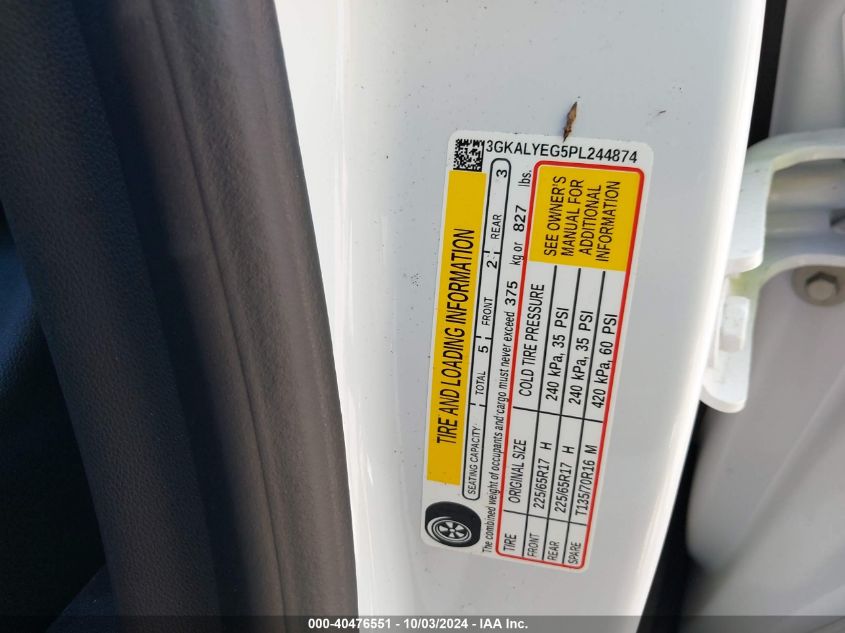 3GKALYEG5PL244874
TIRE AND LOADING INFORMATION
SEATING CAPACITY TOTAL 5 FRONT 2 REAR 3
The combined weight of occupants and cargo must never exceed 375 kg or 827 lbs.
TIRE ORIGINAL SIZE COLD TIRE PRESSURE
FRONT 225/65R17 H 240 kPa, 35 PSI
REAR 225/65R17 H 240 kPa, 35 PSI
SPARE T135/70R16 M 420 kPa, 60 PSI
SEE OWNER'S
MANUAL FOR
ADDITIONAL
INFORMATION
000-40476551 - 10/03/2024 - IAA Inc.